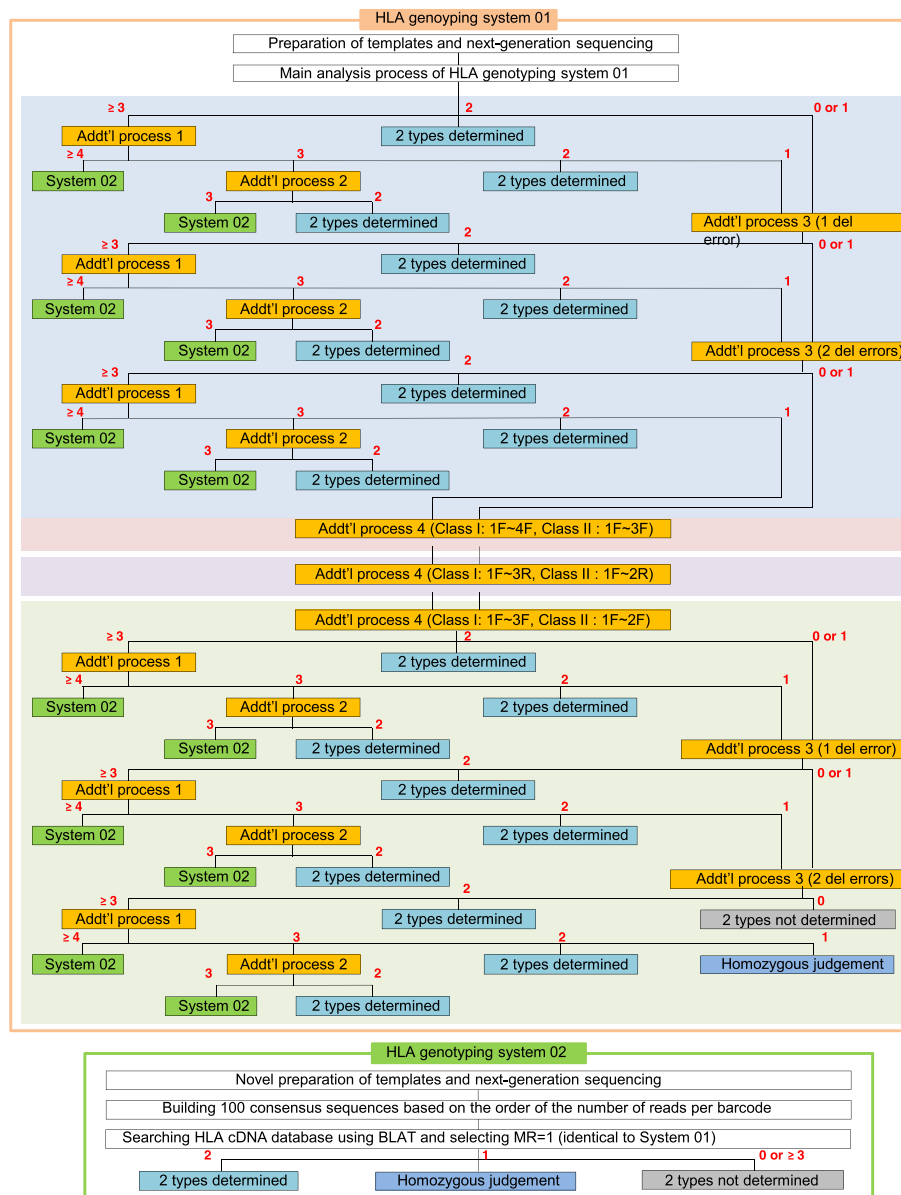 HLA genoyping system 01
Preparation of templates and next-generation sequencing
Main analysis process of HLA genotyping system 01
≥ 3
2
0 or 1
Addt'l process 1
2 types determined
≥ 4
3
2
1
System 02
Addt'l process 2
2 types determined
3
2
System 02
2 types determined
Addt'l process 3 (1 del
error)
≥ 3
2
0 or 1
Addt'l process 1
2 types determined
≥ 4
3
2
1
System 02
Addt'l process 2
2 types determined
3
2
System 02
2 types determined
Addt'l process 3 (2 del errors)
≥ 3
2
0 or 1
Addt'l process 1
2 types determined
≥ 4
3
2
1
System 02
Addt'l process 2
2 types determined
3
2
System 02
2 types determined
Addt'l process 4 (Class I: 1F~4F, Class II : 1F~3F)
Addt'l process 4 (Class I: 1F~3R, Class II : 1F~2R)
Addt'l process 4 (Class I: 1F~3F, Class II : 1F~2F)
≥ 3
2
0 or 1
Addt'l process 1
2 types determined
≥ 4
3
2
1
System 02
Addt'l process 2
2 types determined
3
2
System 02
2 types determined
Addt'l process 3 (1 del error)
≥ 3
2
0 or 1
Addt'l process 1
2 types determined
≥ 4
3
2
1
System 02
Addt'l process 2
2 types determined
3
2
System 02
2 types determined
Addt'l process 3 (2 del errors)
≥ 3
2
0
Addt'l process 1
2 types determined
2 types not determined
≥ 4
3
2
1
System 02
Addt'l process 2
2 types determined
Homozygous judgement
3
2
System 02
2 types determined
HLA genotyping system 02
Novel preparation of templates and next-generation sequencing
Building 100 consensus sequences based on the order of the number of reads per barcode
Searching HLA cDNA database using BLAT and selecting MR=1 (identical to System 01)
2
1
0 or ≥ 3
2 types determined
Homozygous judgement
2 types not determined